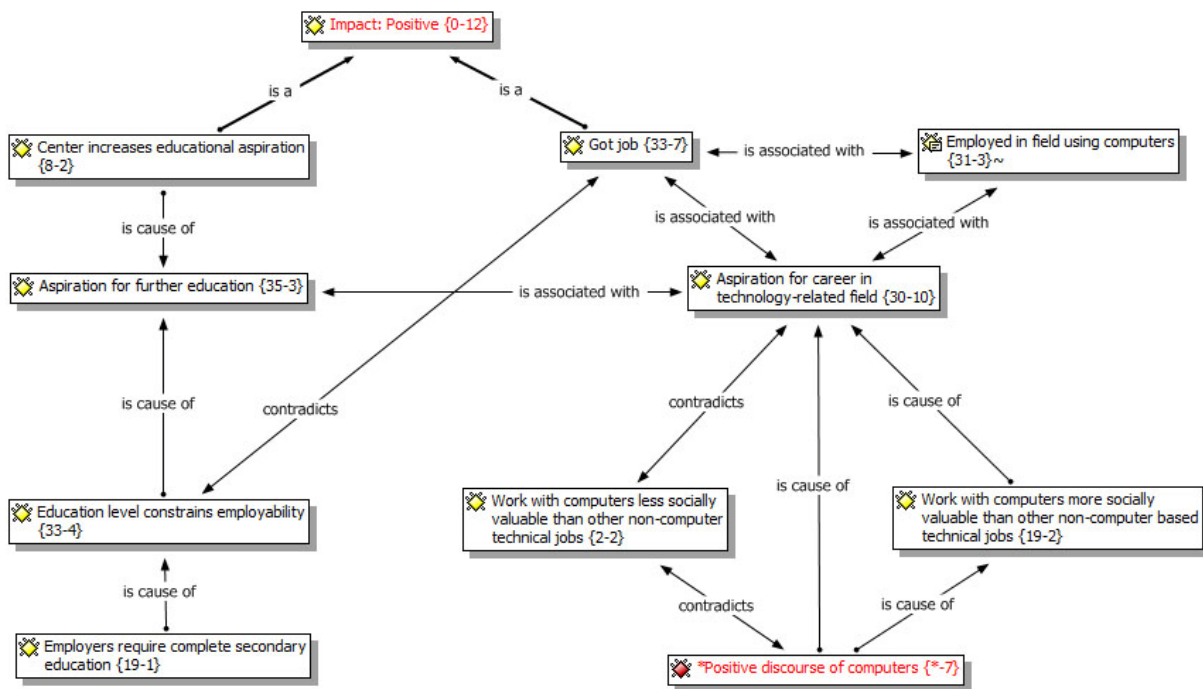 Impact: Positive {0-12}
is a
is a
Center increases educational aspiration
{8-2}
Got job {33-7}
is associated with
Employed in field using computers
{31-3}~
is cause of
is associated with
is associated with
Aspiration for further education {35-3}
is associated with
Aspiration for career in
technology-related field {30-10}
is cause of
contradicts
contradicts
is cause of
is cause of
Education level constrains employability
{33-4}
Work with computers less socially
valuable than other non-computer
technical jobs {2-2}
Work with computers more socially
valuable than other non-computer based
technical jobs {19-2}
is cause of
contradicts
is cause of
Employers require complete secondary
education {19-1}
*Positive discourse of computers {*-7}